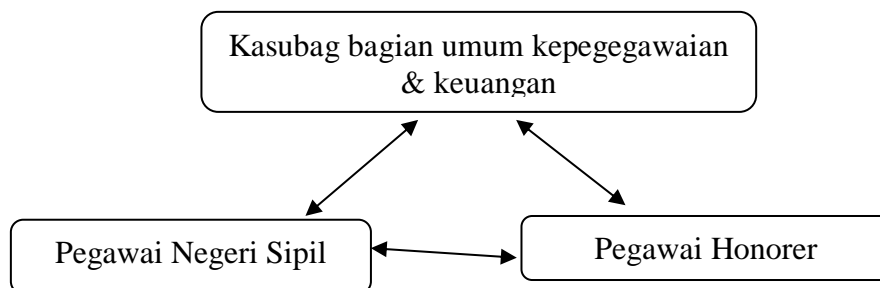 Kasubag bagian umum kepegegawaian
& keuangan
Pegawai Negeri Sipil
Pegawai Honorer